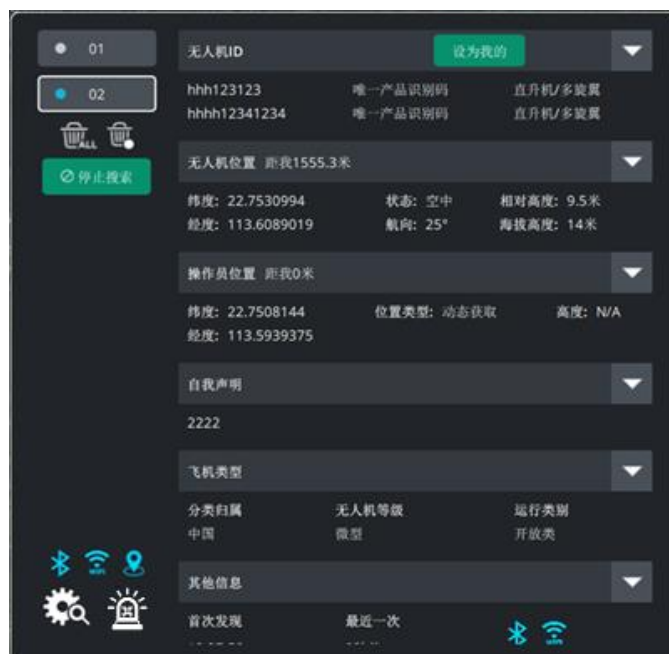 01
02
ALL
停止搜索
无人机ID
设为我的
hhh123123 唯一产品识别码 直升机/多旋翼
hhhh12341234 唯一产品识别码 直升机/多旋翼
无人机位置 距我1555.3米
纬度: 22.7530994 状态: 空中 相对高度: 9.5米
经度: 113.6089019 航向: 25° 海拔高度: 14米
操作员位置 距我0米
纬度: 22.7508144 位置类型: 动态获取 高度: N/A
经度: 113.5939375
自我声明
2222
飞机类型
分类归属 无人机等级 运行类别
中国 微型 开放类
其他信息
首次发现 最近一次